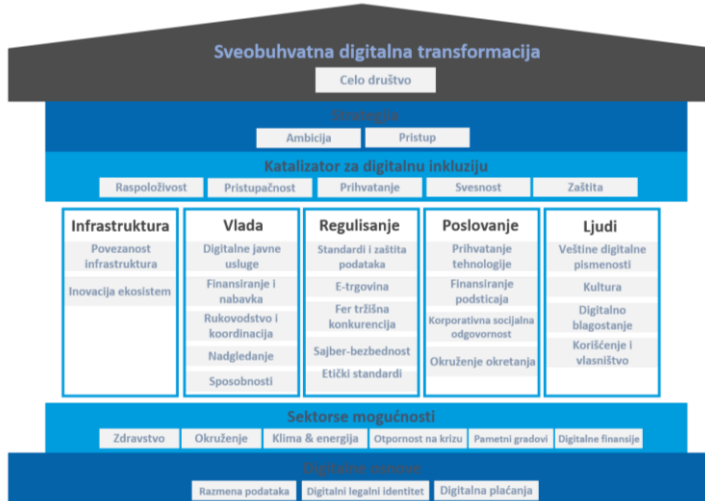 Sveobuhvatna digitalna transformacija
Celo društvo
Strategija
Ambicija Pristup
Katalizator za digitalnu inkluziju
Raspoloživost Pristupačnost Prihvatanje Svesnost Zaštita
Infrastruktura
Povezanost
infrastruktura
Inovacija ekosistem
Vlada
Digitalne javne
usluge
Finansiranje i
nabavka
Rukovodstvo i
koordinacija
Nadgledanje
Sposobnosti
Regulisanje
Standardi i zaštita
podataka
E-trgovina
Fer tržišna
konkurencija
Sajber-bezbednost
Etički standardi
Poslovanje
Prihvatanje
tehnologije
Finansiranje
podsticaja
Korporativna socijalna
odgovornost
Okruženje okretanja
Ljudi
Veštine digitalne
pismenosti
Kultura
Digitalno
blagostanje
Korišćenje i
vlasništvo
Sektorse mogućnosti
Zdravstvo Okruženje Klima & energija Otpornost na krizu Pametni gradovi Digitalne finansije
Digitalne osnove
Razmena podataka Digitalni legalni identitet Digitalna plaćanja